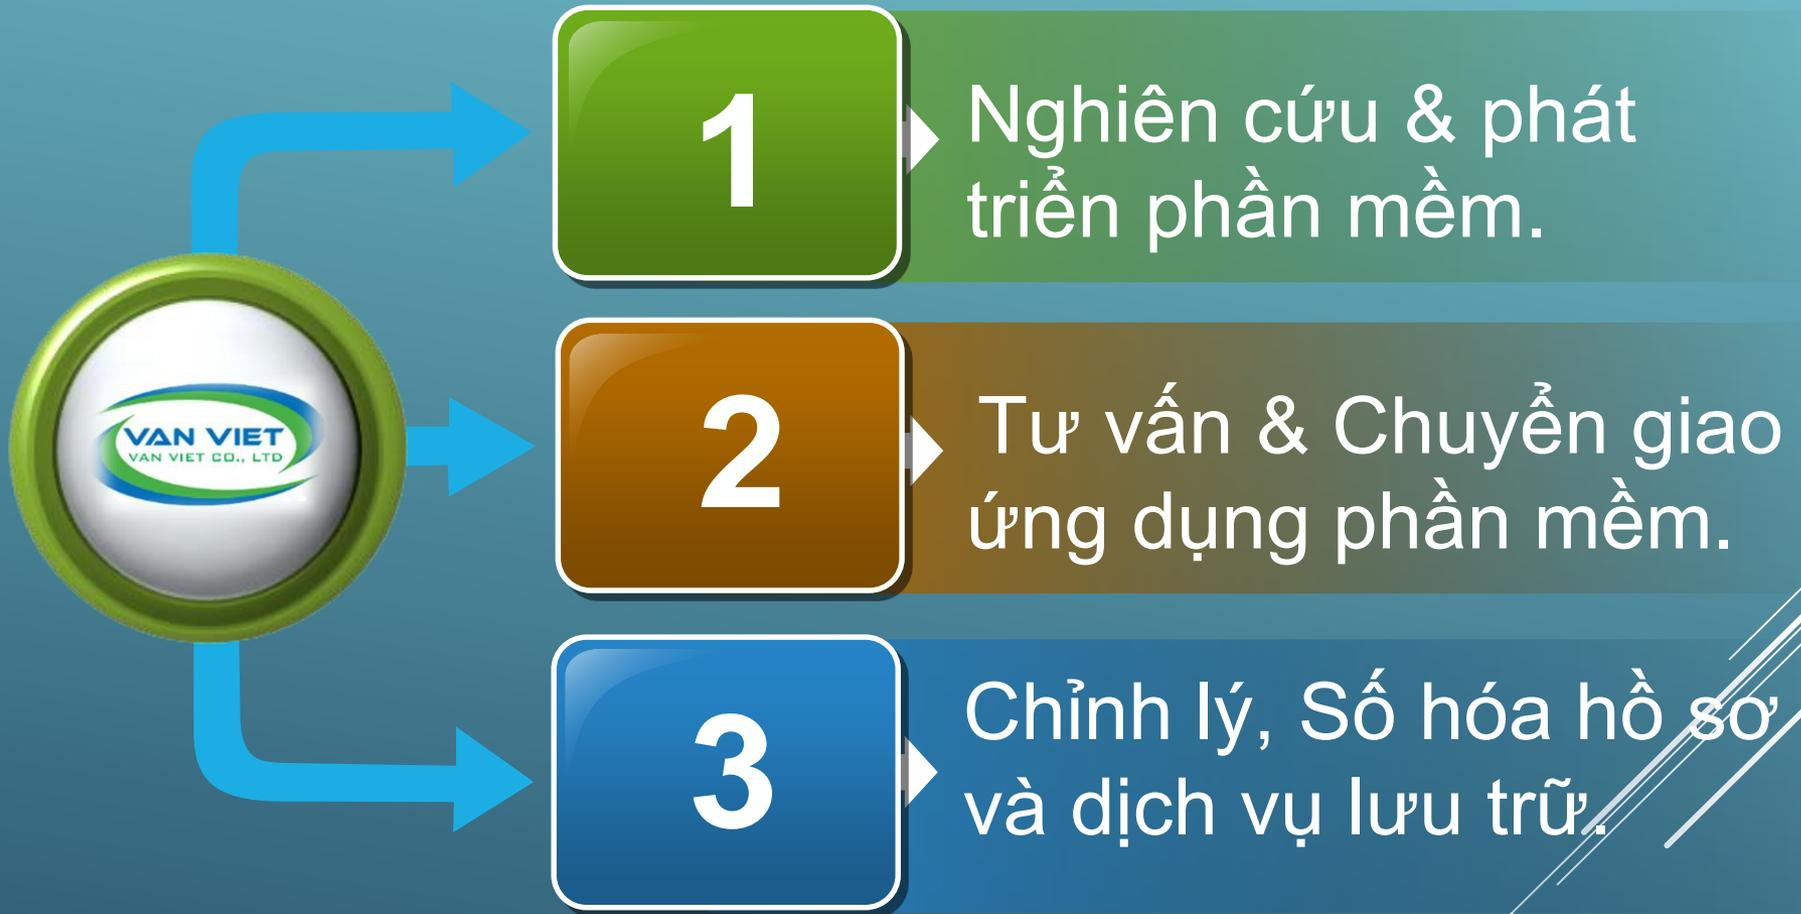 VAN VIET
VAN VIET CO., LTD
1
Nghiên cứu & phát
triển phần mềm.
2
Tư vấn & Chuyển giao
ứng dụng phần mềm.
3
Chỉnh lý, Số hóa hồ sơ
và dịch vụ lưu trữ.